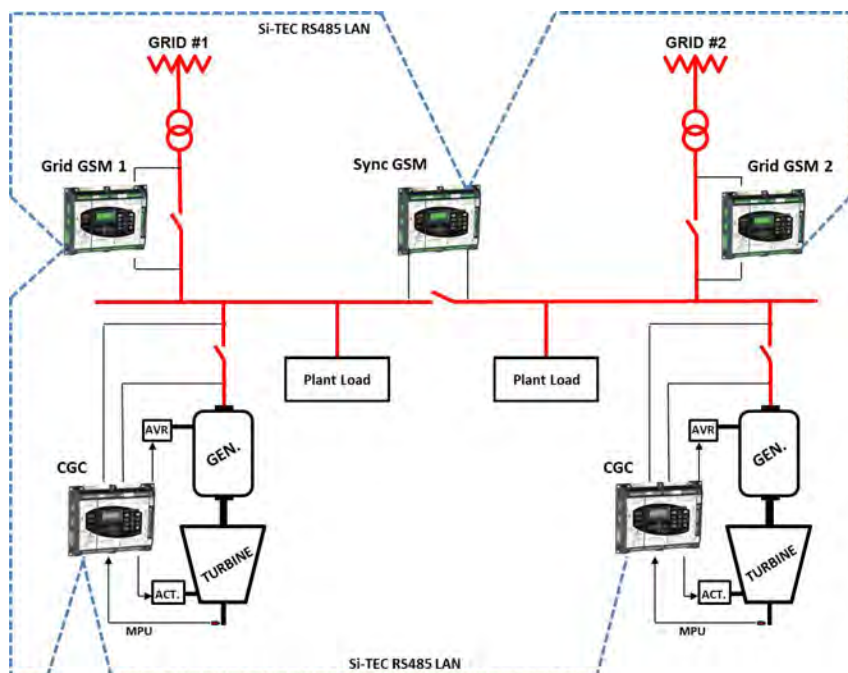 Si-TEC RS485 LAN
GRID #1
GRID #2
Grid GSM 1
Sync GSM
Grid GSM 2
Plant Load
Plant Load
AVR
GEN.
CGC
TURBINE
ACT.
MPU
AVR
GEN.
CGC
TURBINE
ACT.
MPU
Si-TEC RS485 LAN